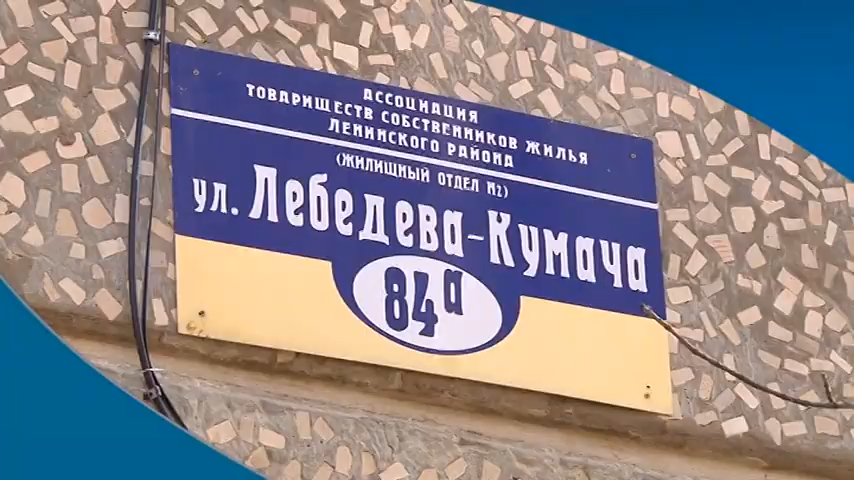 АССОЦИАЦИЯ
ТОВАРИЩЕСТВ СОБСТВЕННИКОВ ЖИЛЬЯ
ЛЕНИНСКОГО РАЙОНА
(ЖИЛИЩНЫЙ ОТДЕЛ №2)
ул. Лебедева-Кумача
84а